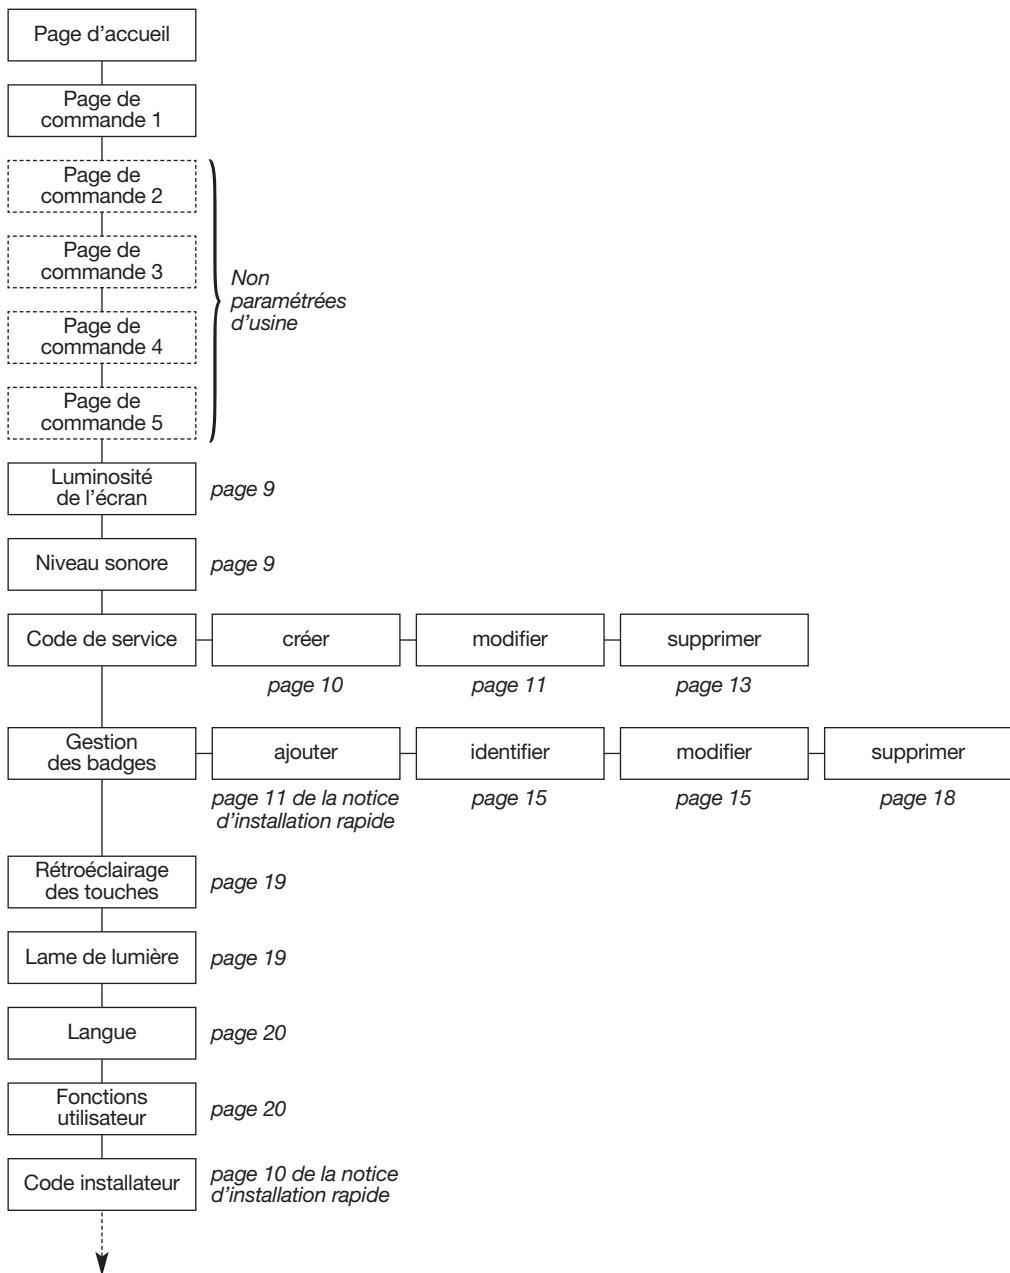 Page d'accueil
Page de
commande 1
Page de
commande 2
Page de
commande 3
Page de
commande 4
Page de
commande 5
Non
paramétrées
d'usine
Luminosité
de l'écran
page 9
Niveau sonore
page 9
Code de service
créer
modifier
supprimer
page 10
page 11
page 13
Gestion
des badges
ajouter
identifier
modifier
supprimer
page 11 de la notice
d'installation rapide
page 15
page 15
page 18
Rétroéclairage
des touches
page 19
Lame de lumière
page 19
Langue
page 20
Fonctions
utilisateur
page 20
Code installateur
page 10 de la notice
d'installation rapide